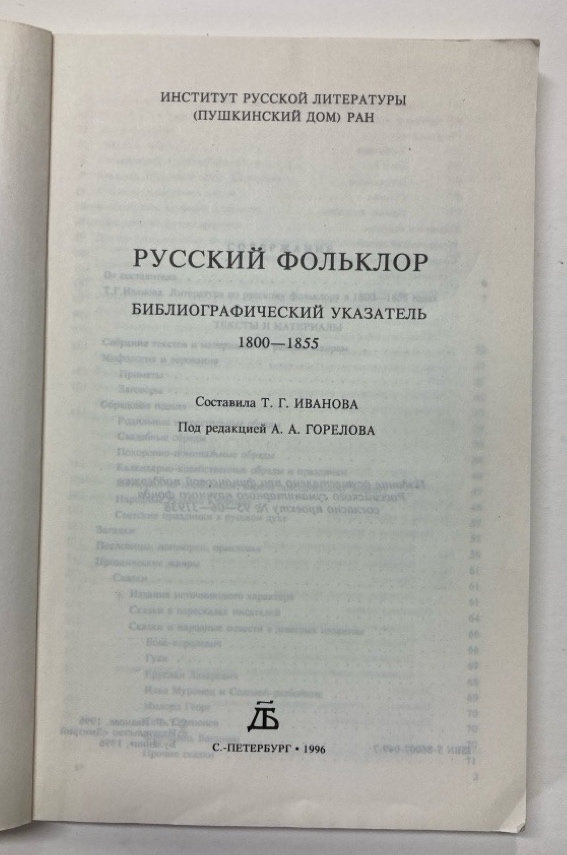 ИНСТИТУТ РУССКОЙ ЛИТЕРАТУРЫ
(ПУШКИНСКИЙ ДОМ) РАН
РУССКИЙ ФОЛЬКЛОР
БИБЛИОГРАФИЧЕСКИЙ УКАЗАТЕЛЬ
1800—1855
Составила Т. Г. ИВАНОВА
Под редакцией А. А. ГОРЕЛОВА
ДБ
С.-ПЕТЕРБУРГ • 1996